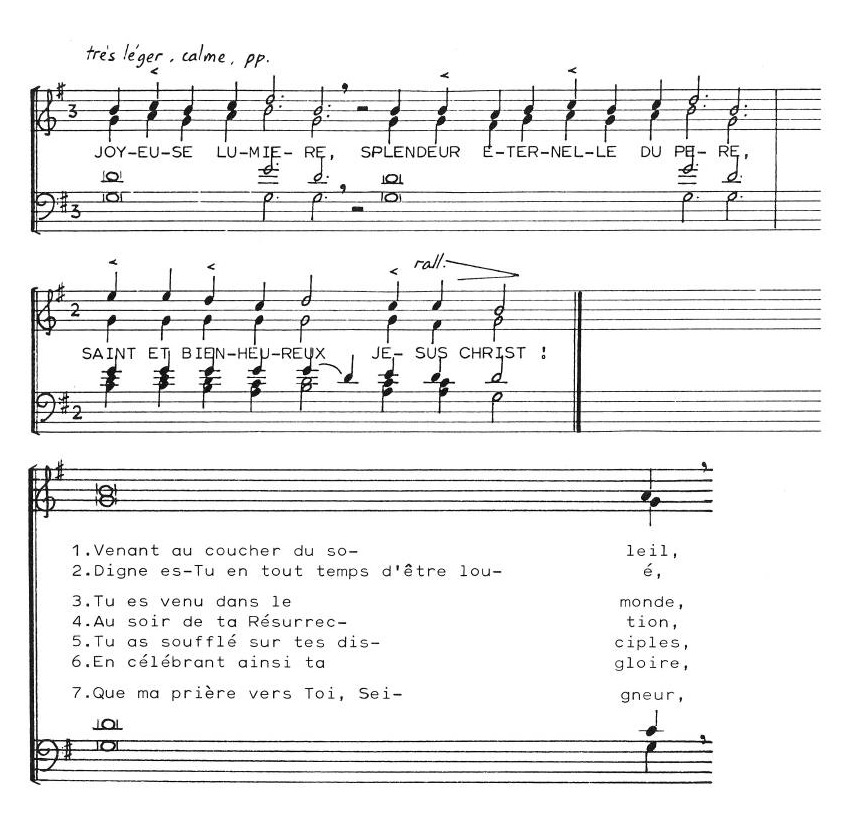 très léger, calme, pp.
3
JOY-EU-SE LU-MIE-RE, SPLENDEUR E-TER-NEL-LE DU PE-RE,
3
rall.
2
SAINT ET BIEN-HEU-REUX JE-SUS CHRIST !
2
1.Venant au coucher du so- leil,
2.Digne es-Tu en tout temps d'être lou- é,
3.Tu es venu dans le monde,
4.Au soir de ta Résurrec- tion,
5.Tu as soufflé sur tes dis- ciples,
6.En célébrant ainsi ta gloire,
7.Que ma prière vers Toi, Sei- gneur,